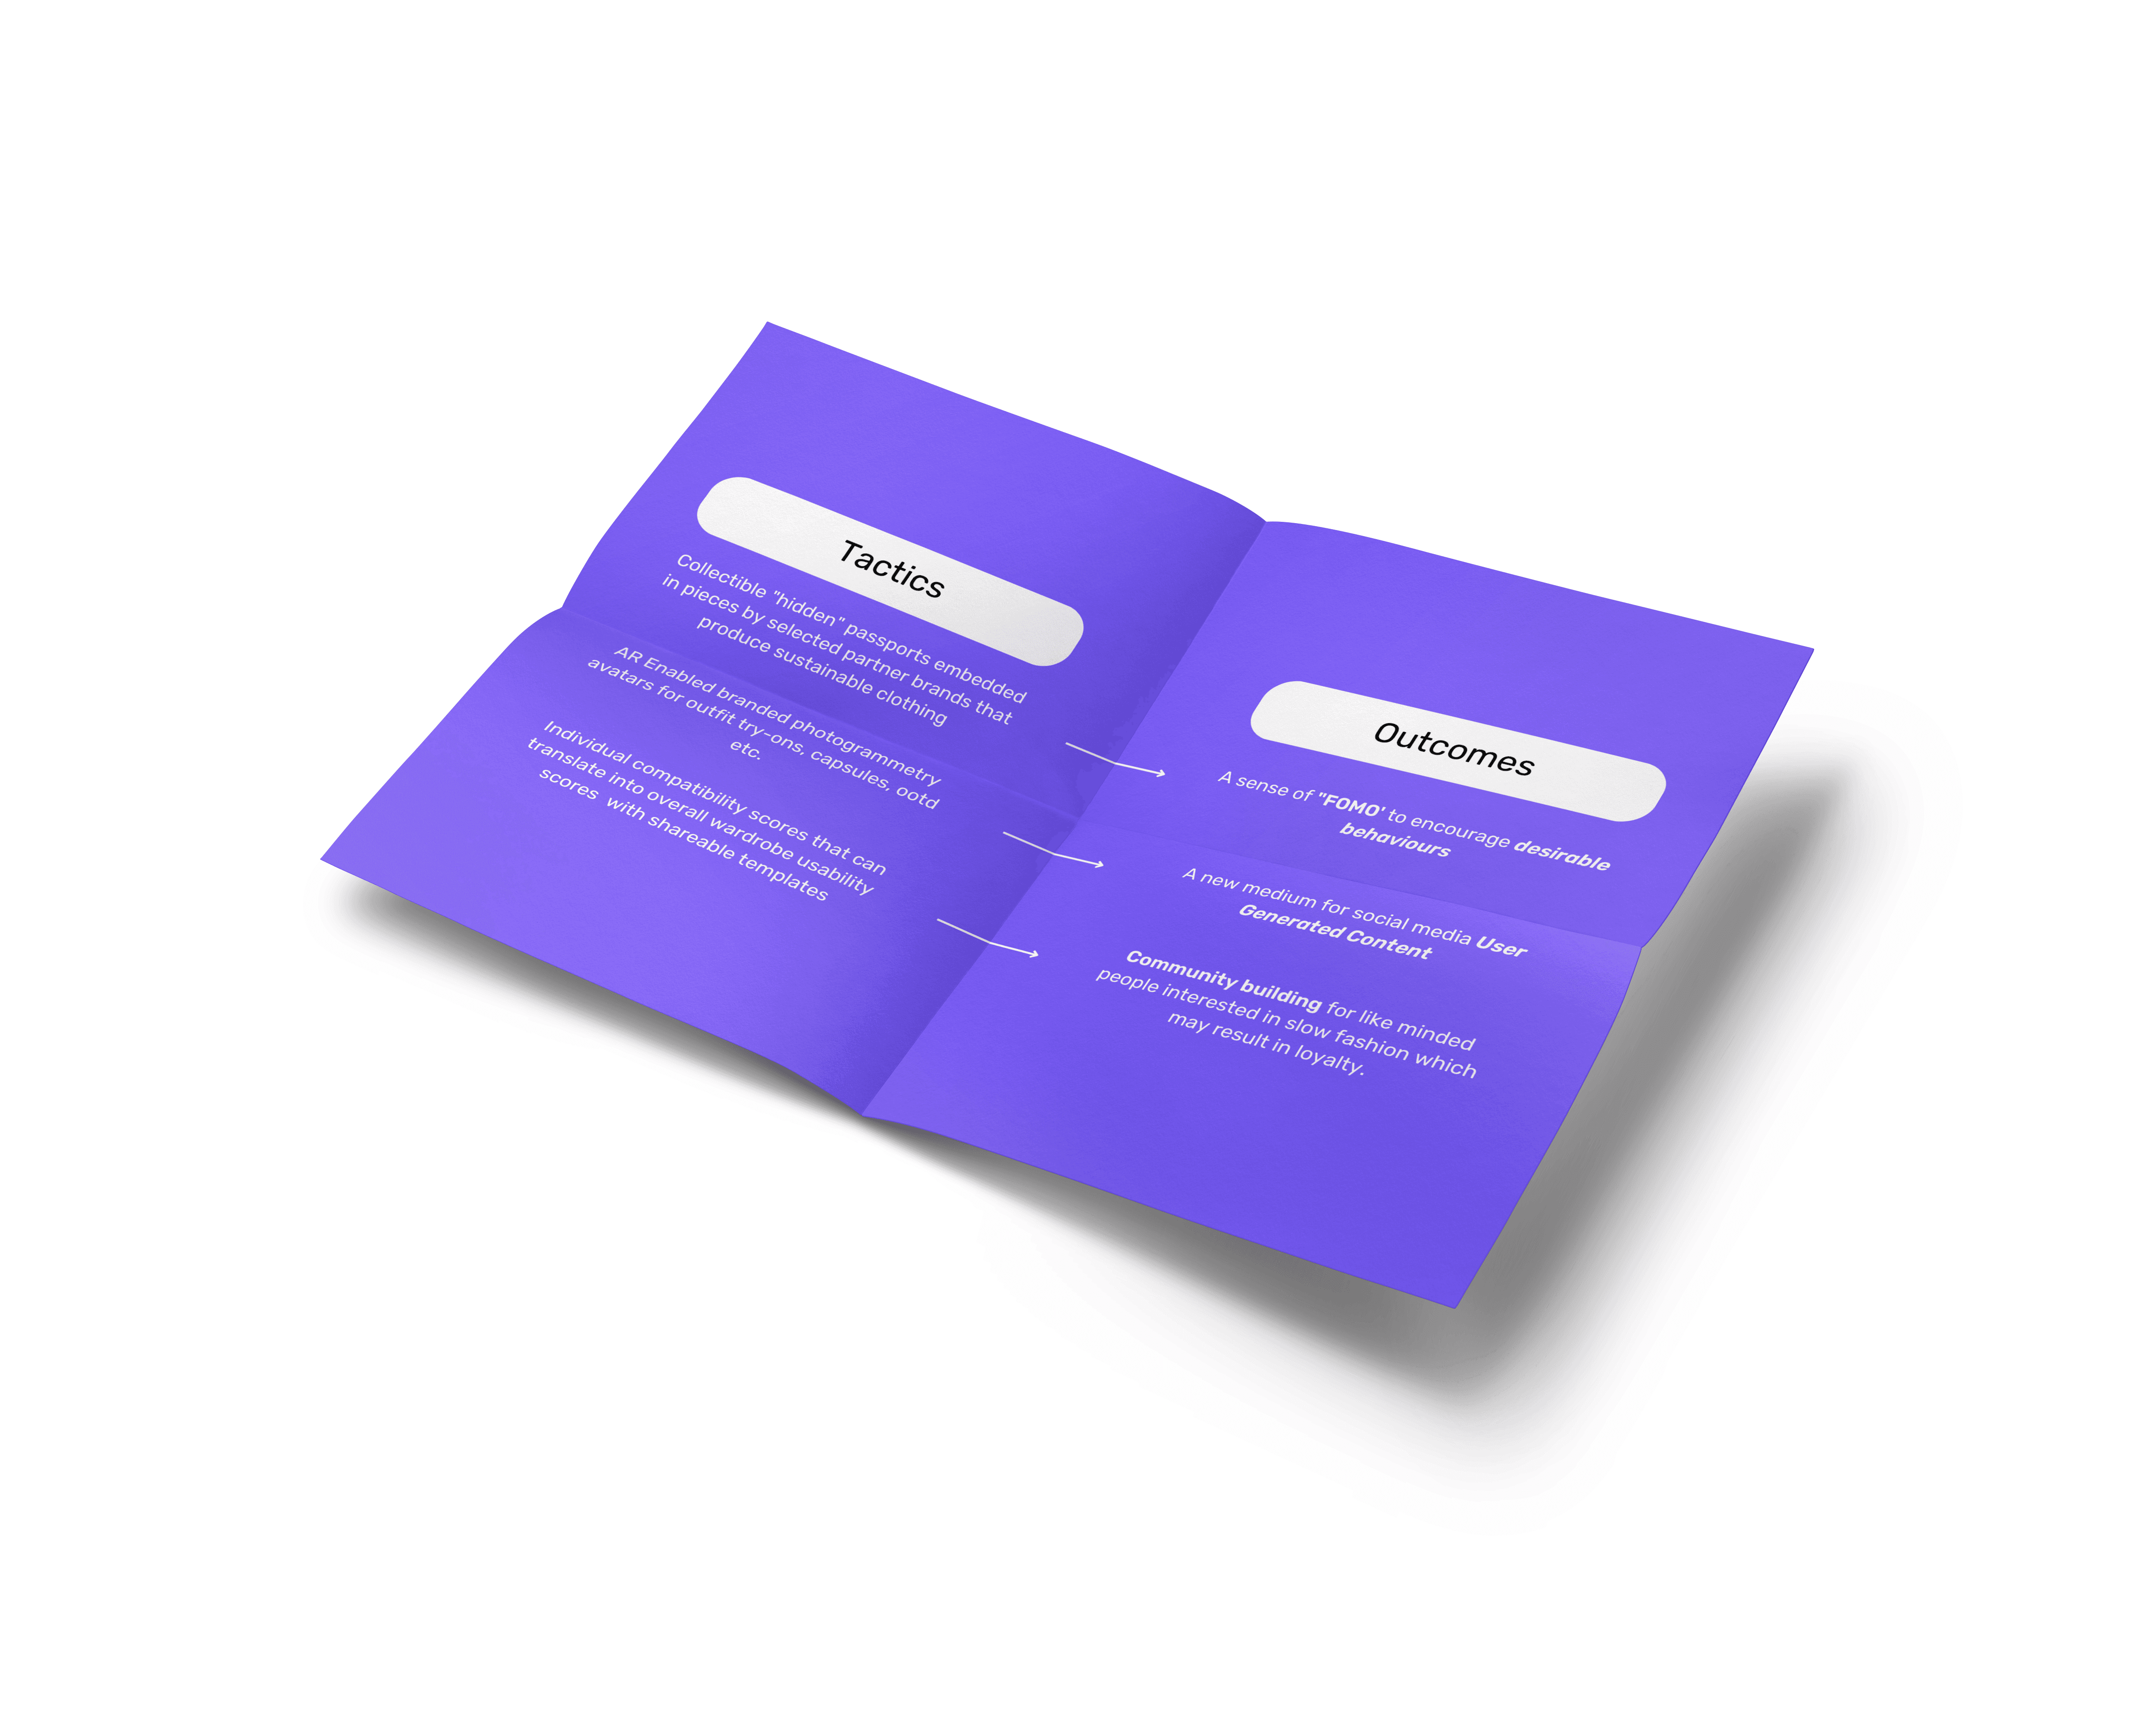 Tactics
Collectible "hidden" passports embedded
in pieces by selected partner brands that
produce sustainable clothing
AR Enabled branded photogrammetry
avatars for outfit try-ons, capsules, ootd
etc.
Individual compatibility scores that can
translate into overall wardrobe usability
scores  with shareable templates
Outcomes
A sense of "FOMO' to encourage desirable
behaviours
A new medium for social media User
Generated Content
Community building for like minded
people interested in slow fashion which
may result in loyalty.